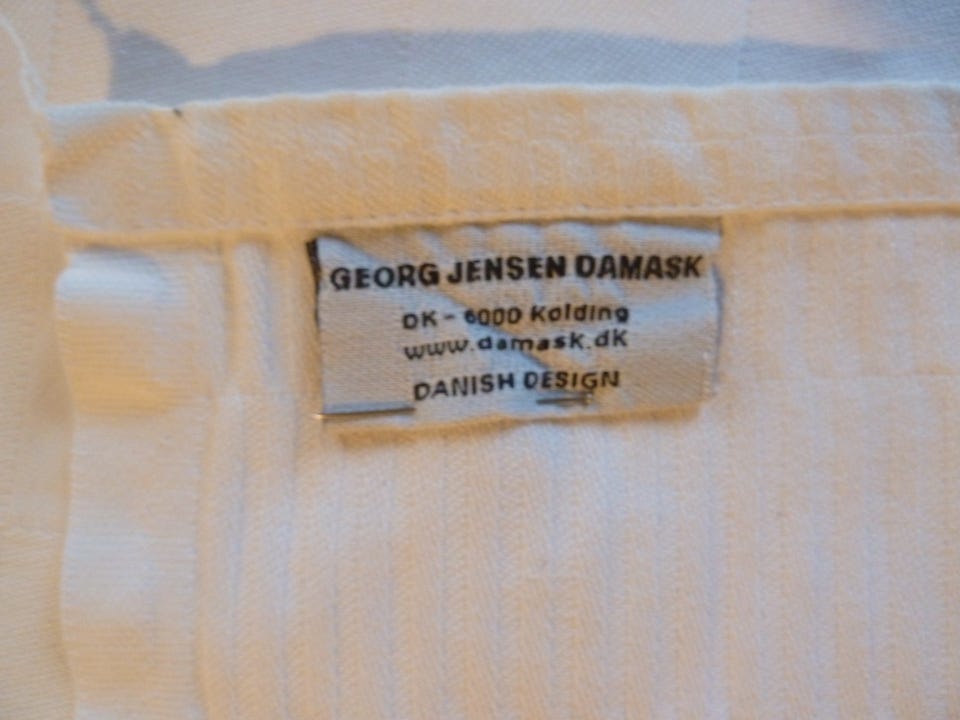 GEORG JENSEN DAMASK
DK - 6000 Kolding
www.damask.dk
DANISH DESIGN